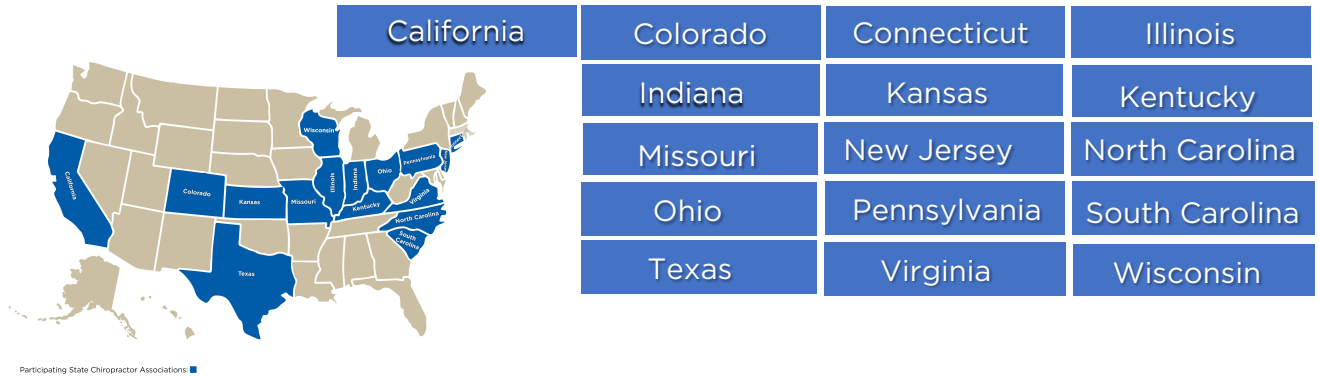 California
Colorado
Connecticut
Illinois
Indiana
Kansas
Kentucky
Missouri
New Jersey
North Carolina
Ohio
Pennsylvania
South Carolina
Texas
Virginia
Wisconsin
Wisconsin
Pennsylvania
Ohio
Indiana
Illinois
California
Colorado
Kansas
Missouri
Kentucky
Virginia
North Carolina
South
Carolina
Texas
Participating State Chiropractor Associations: